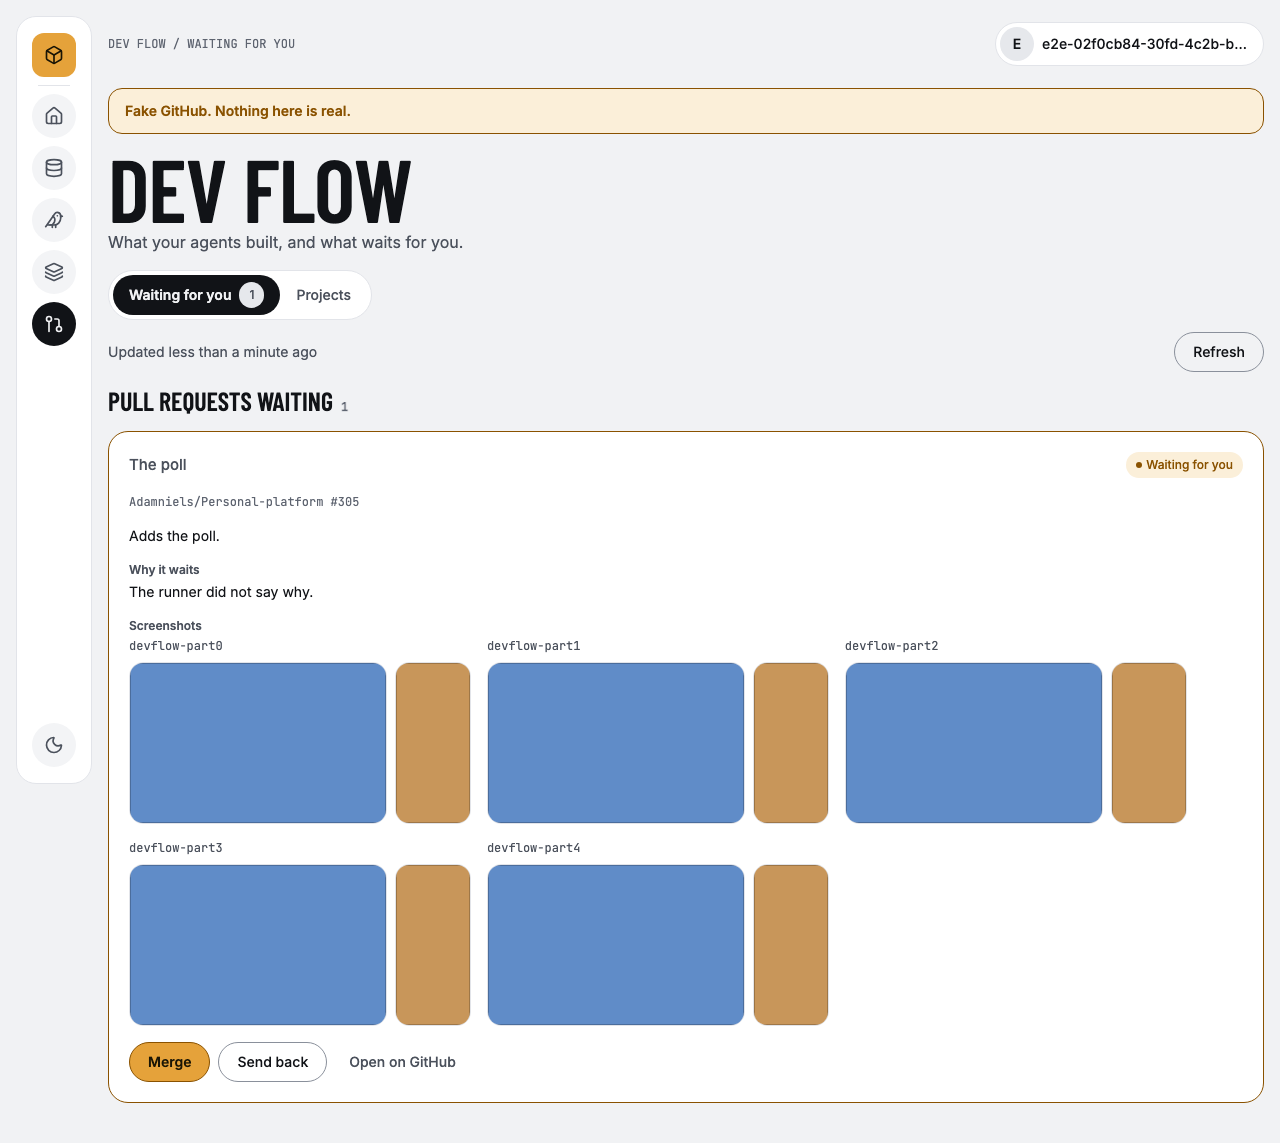 DEV FLOW / WAITING FOR YOU
E e2e-02f0cb84-30fd-4c2b-b...
Fake GitHub. Nothing here is real.
DEV FLOW
What your agents built, and what waits for you.
Waiting for you 1 Projects
Updated less than a minute ago Refresh
PULL REQUESTS WAITING 1
The poll Waiting for you
Adamniels/Personal-platform #305
Adds the poll.
Why it waits
The runner did not say why.
Screenshots
devflow-part0 devflow-part1 devflow-part2
devflow-part3 devflow-part4
Merge Send back Open on GitHub